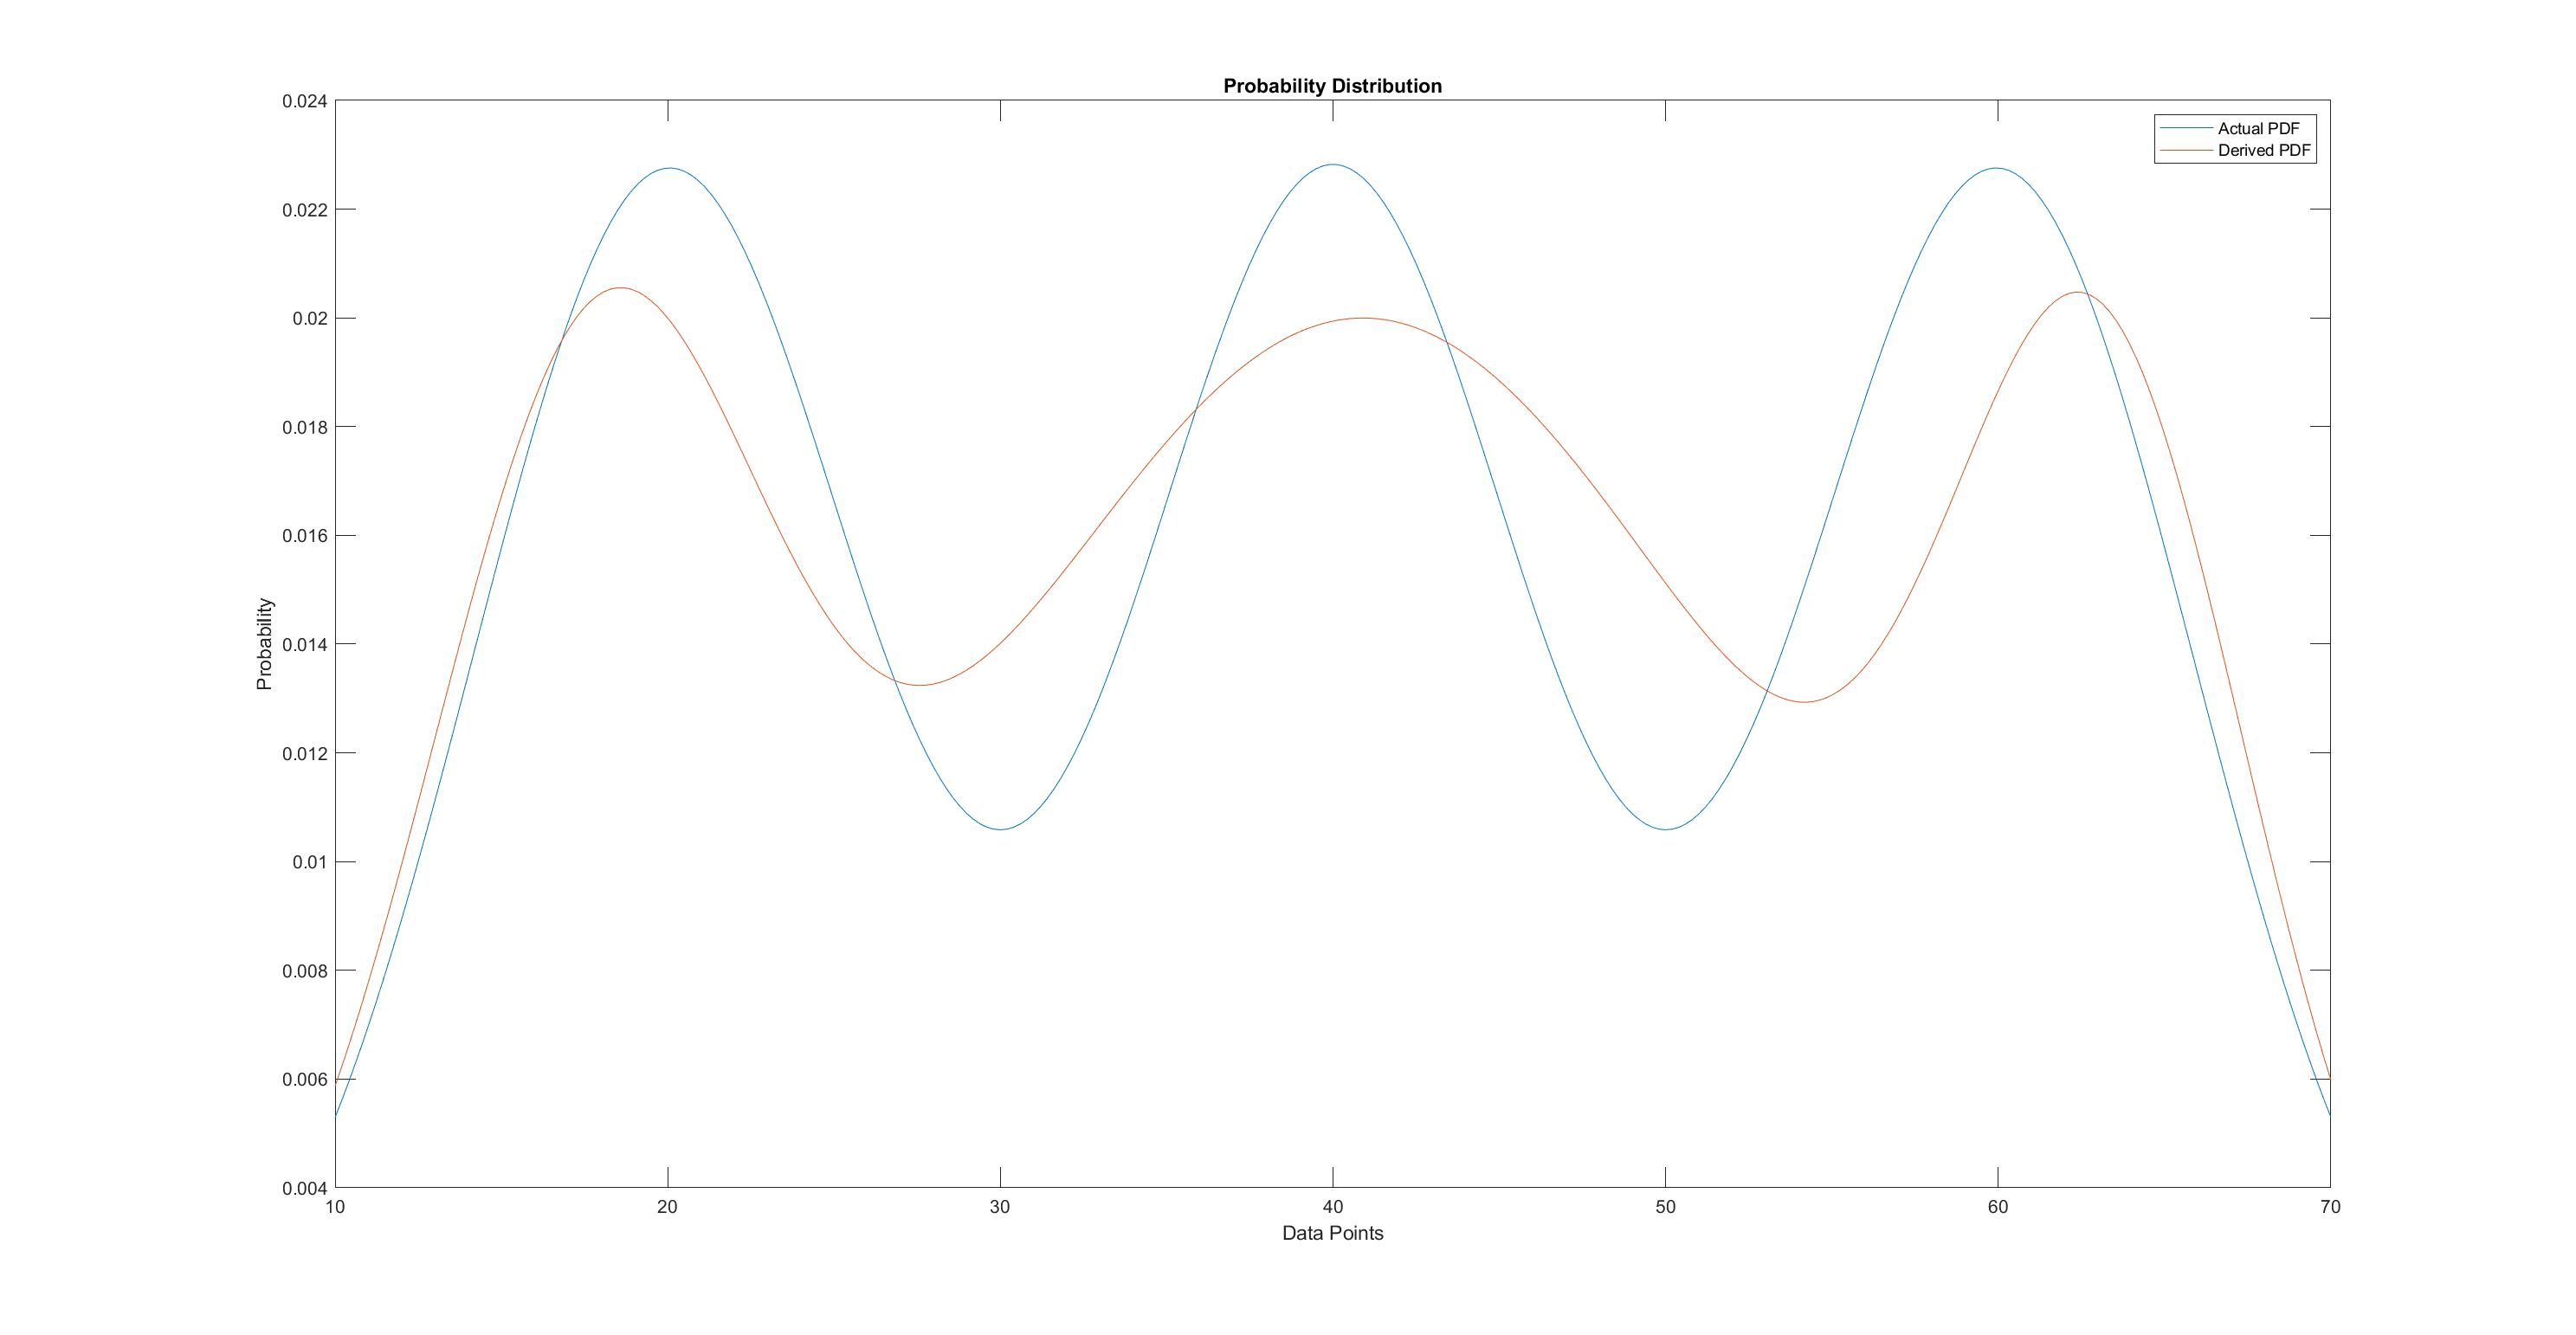 Probability Distribution
Actual PDF
Derived PDF
0.024
0.022
0.02
0.018
0.016
0.014
0.012
0.01
0.008
0.006
0.004
Probability
10 20 30 40 50 60 70
Data Points